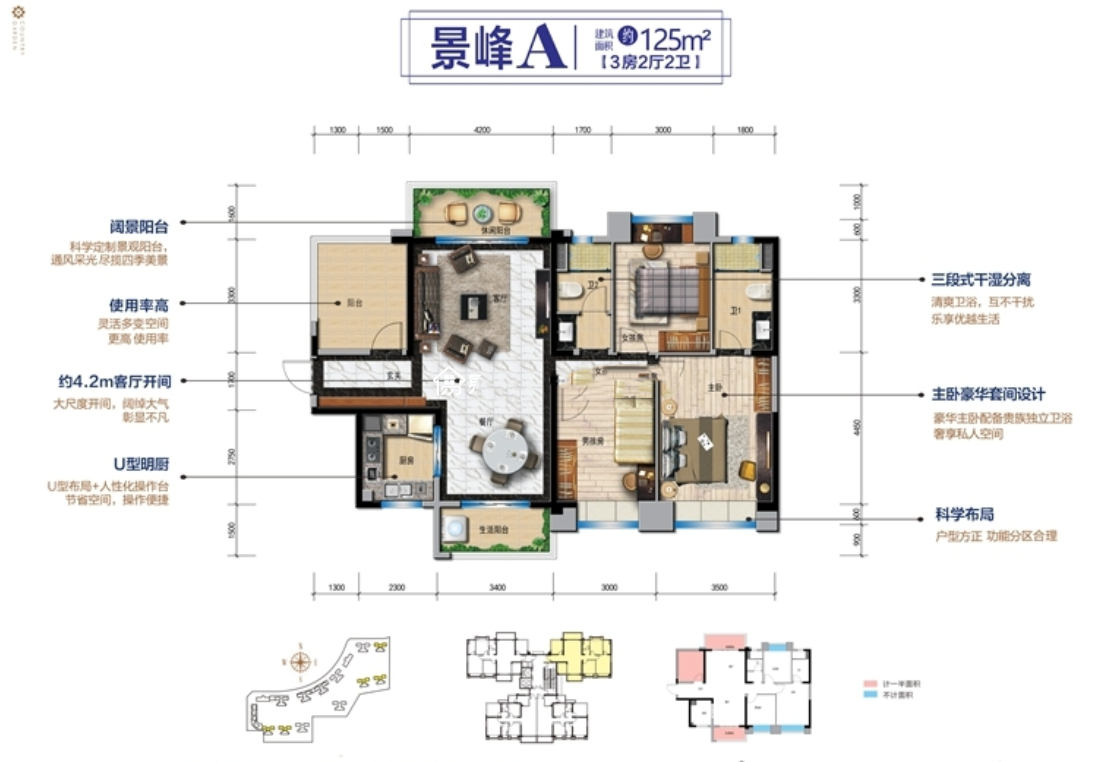 COUNTRY
GARDEN
景峰A
建筑
面积
约125m²
【3房2厅2卫】
1300 1500 4200 1700 3000 1800
阔景阳台
科学定制景观阳台，
通风采光 尽揽四季美景
使用率高
灵活多变空间
更高 使用率
约4.2m客厅开间
大尺度开间，阔绰大气
彰显不凡
U型明厨
U型布局+人性化操作台
节省空间，操作便捷
1600
3300
1700
2750
1500
休闲阳台
阳台
客厅
卫2
女孩房
卫1
玄关
餐厅
主卧
男孩房
厨房
生活阳台
1000
600
3300
4450
600
900
三段式干湿分离
清爽卫浴，互不干扰
乐享优越生活
主卧豪华套间设计
豪华主卧配备贵族独立卫浴
奢享私人空间
科学布局
户型方正 功能分区合理
1300 2300 3400 3000 3500
N
W
E
S
计一半面积
不计面积